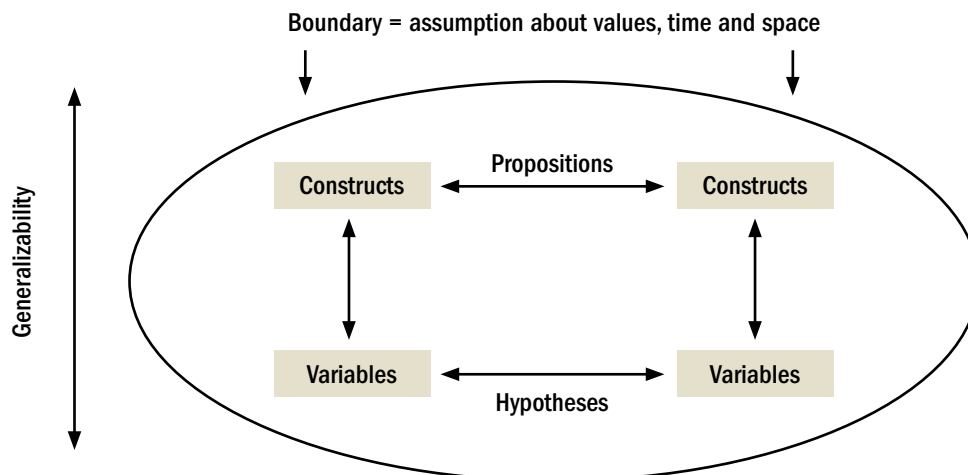 Boundary = assumption about values, time and space
Generalizability
Propositions
Constructs
Constructs
Variables
Variables
Hypotheses